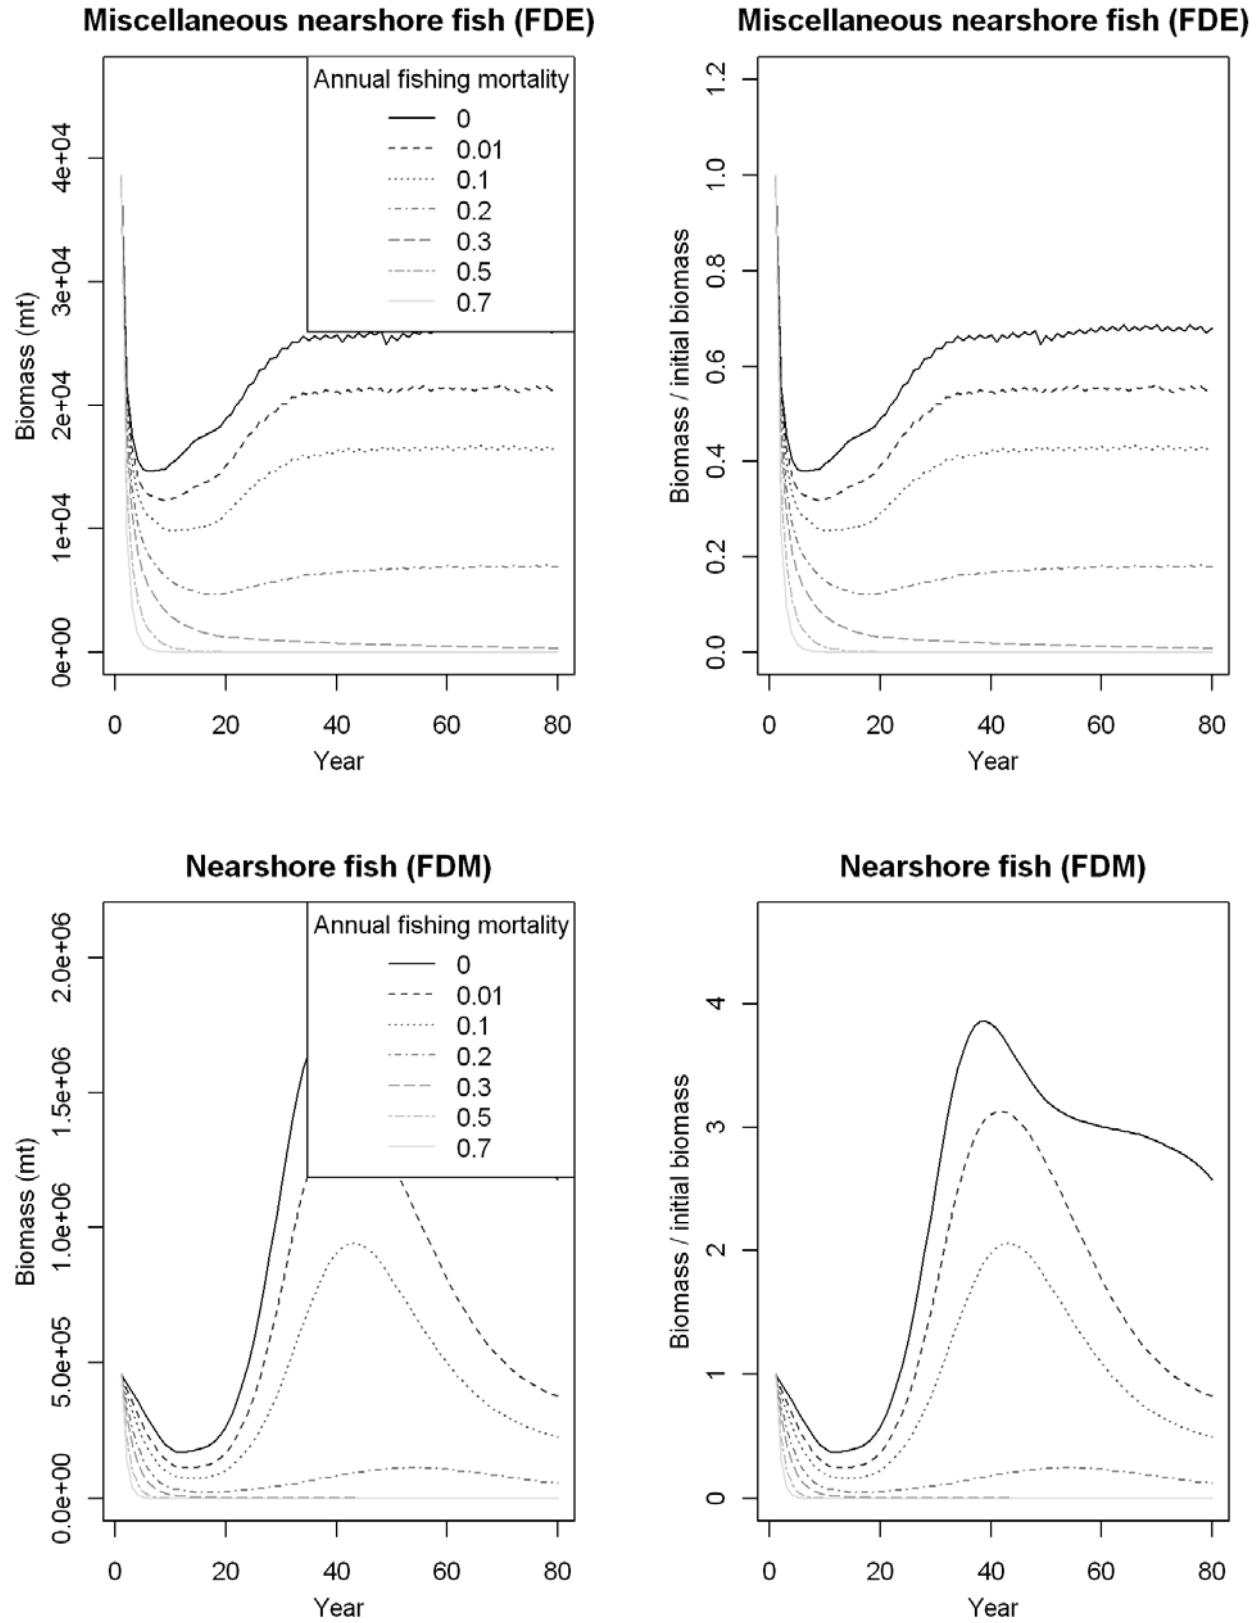 Miscellaneous nearshore fish (FDE)
Biomass (mt)
0e+00 1e+04 2e+04 3e+04 4e+04
Annual fishing mortality
0
0.01
0.1
0.2
0.3
0.5
0.7
0 20 40 60 80
Year
Miscellaneous nearshore fish (FDE)
Biomass / initial biomass
0.0 0.2 0.4 0.6 0.8 1.0 1.2
0 20 40 60 80
Year
Nearshore fish (FDM)
Biomass (mt)
0.0e+00 5.0e+05 1.0e+06 1.5e+06 2.0e+06
Annual fishing mortality
0
0.01
0.1
0.2
0.3
0.5
0.7
0 20 40 60 80
Year
Nearshore fish (FDM)
Biomass / initial biomass
0 1 2 3 4
0 20 40 60 80
Year